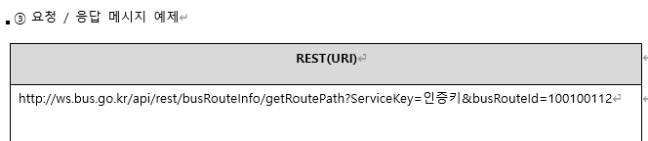 ③ 요청 / 응답 메시지 예제
REST(URI)
http://ws.bus.go.kr/api/rest/busRouteInfo/getRoutePath?ServiceKey=인증키&busRouteId=100100112